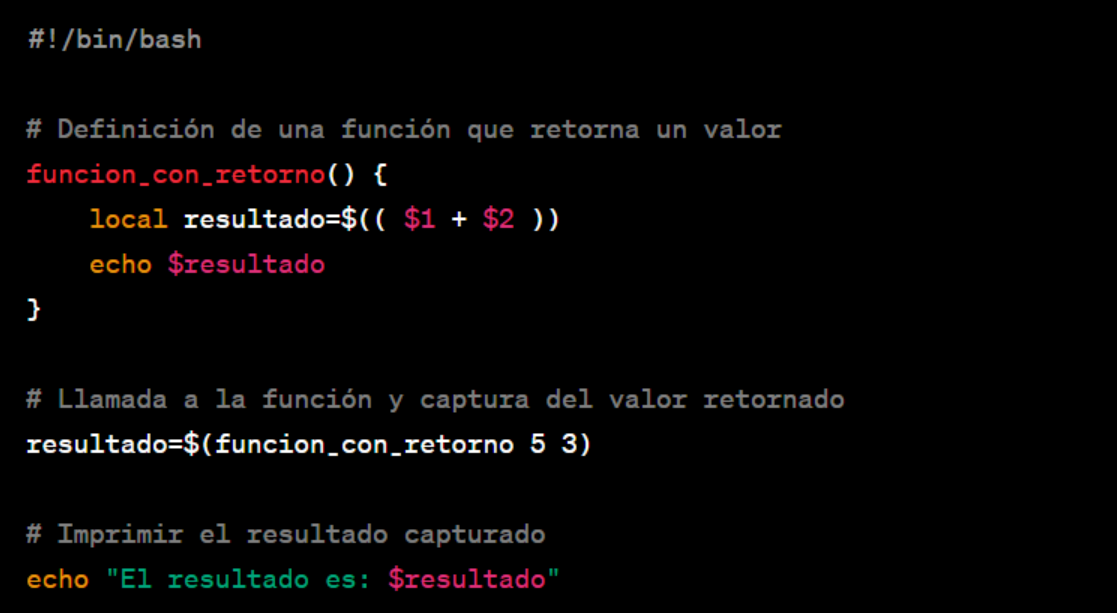 #!/bin/bash
# Definición de una función que retorna un valor
funcion_con_retorno() {
    local resultado=$(( $1 + $2 ))
    echo $resultado
}
# Llamada a la función y captura del valor retornado
resultado=$(funcion_con_retorno 5 3)
# Imprimir el resultado capturado
echo "El resultado es: $resultado"